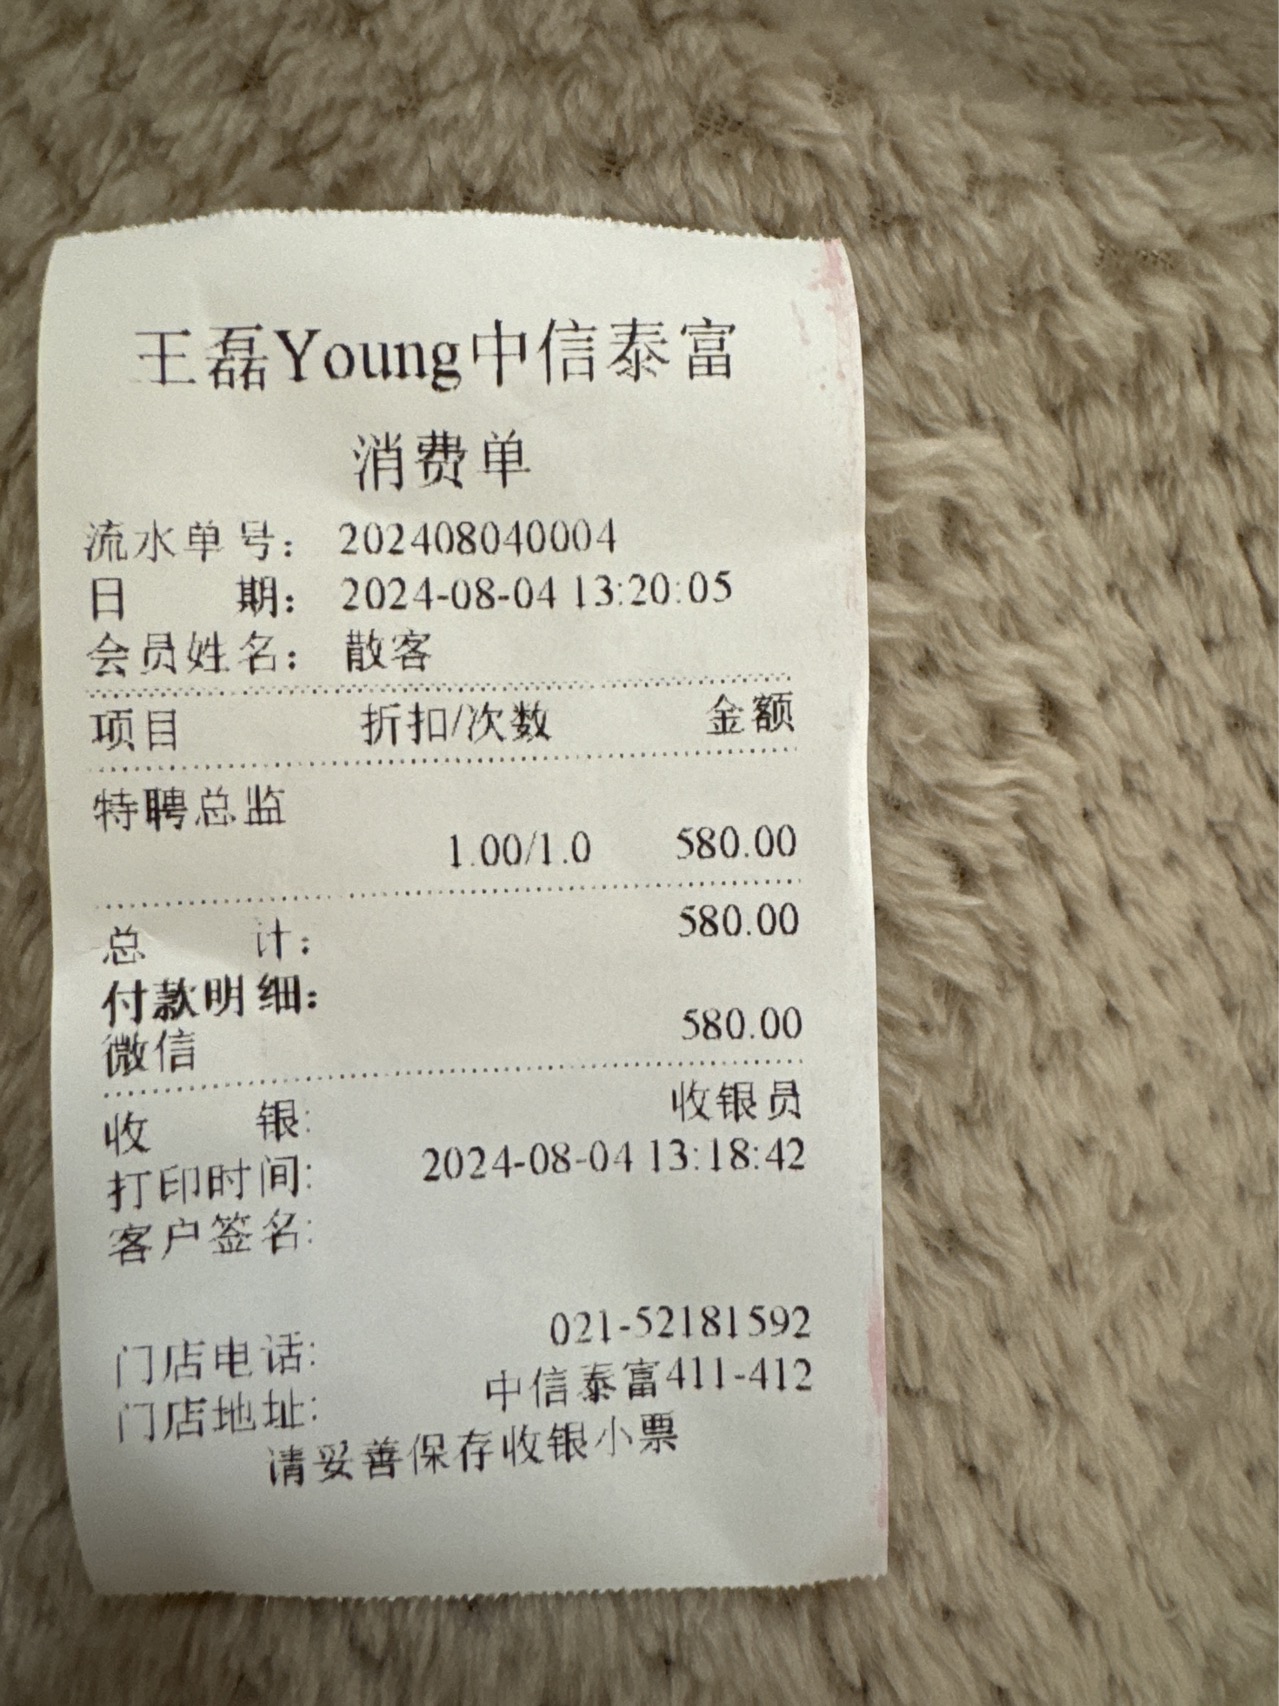 王磊Young中信泰富
消费单
流水单号： 202408040004
日 期： 2024-08-04 13:20:05
会员姓名： 散客
项目 折扣/次数 金额
特聘总监
1.00/1.0 580.00
总 计： 580.00
付款明细：
微信 580.00
收 银: 收银员
打印时间: 2024-08-04 13:18:42
客户签名:
门店电话: 021-52181592
门店地址: 中信泰富411-412
请妥善保存收银小票